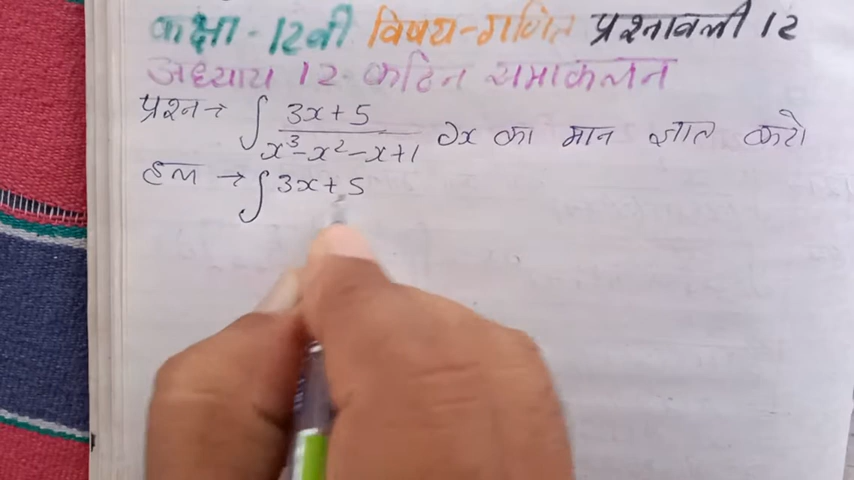 कक्षा - 12वीं विषय-गणित प्रश्नावली 12
अध्याय 12 कठिन समाकलन
प्रश्न → ∫ (3x+5)/(x³-x²-x+1) dx का मान ज्ञात करो
हल → ∫ 3x+5